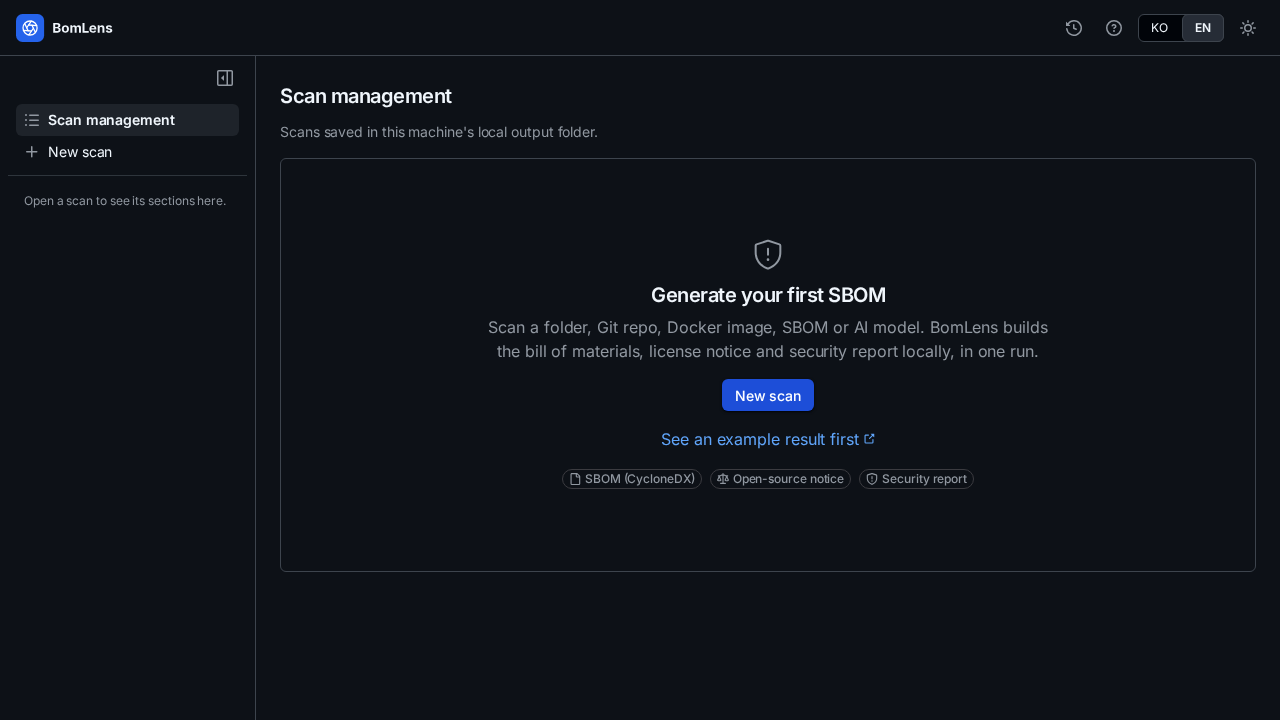 BomLens
KO
EN
Scan management
New scan
Open a scan to see its sections here.
Scan management
Scans saved in this machine's local output folder.
Generate your first SBOM
Scan a folder, Git repo, Docker image, SBOM or AI model. BomLens builds
the bill of materials, license notice and security report locally, in one run.
New scan
See an example result first
SBOM (CycloneDX)
Open-source notice
Security report